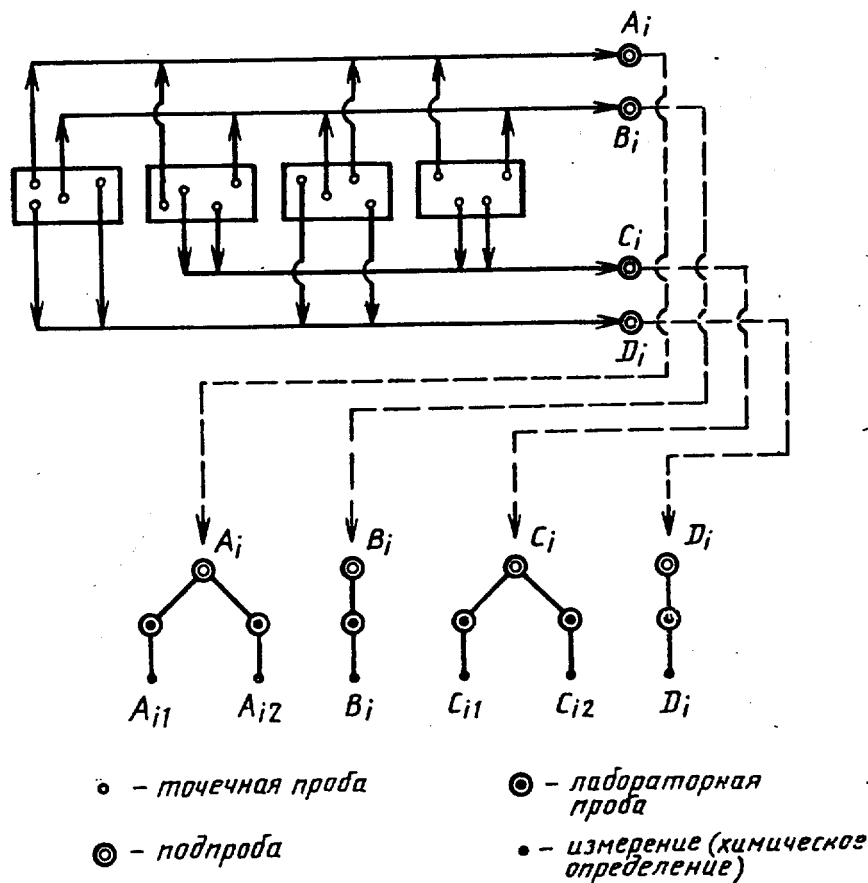 Ai
Bi
Ci
Di
Ai
Bi
Ci
Di
Ai1
Ai2
Bi
Ci1
Ci2
Di
– точечная проба
– подпроба
– лабораторная
проба
– измерение (химическое
определение)